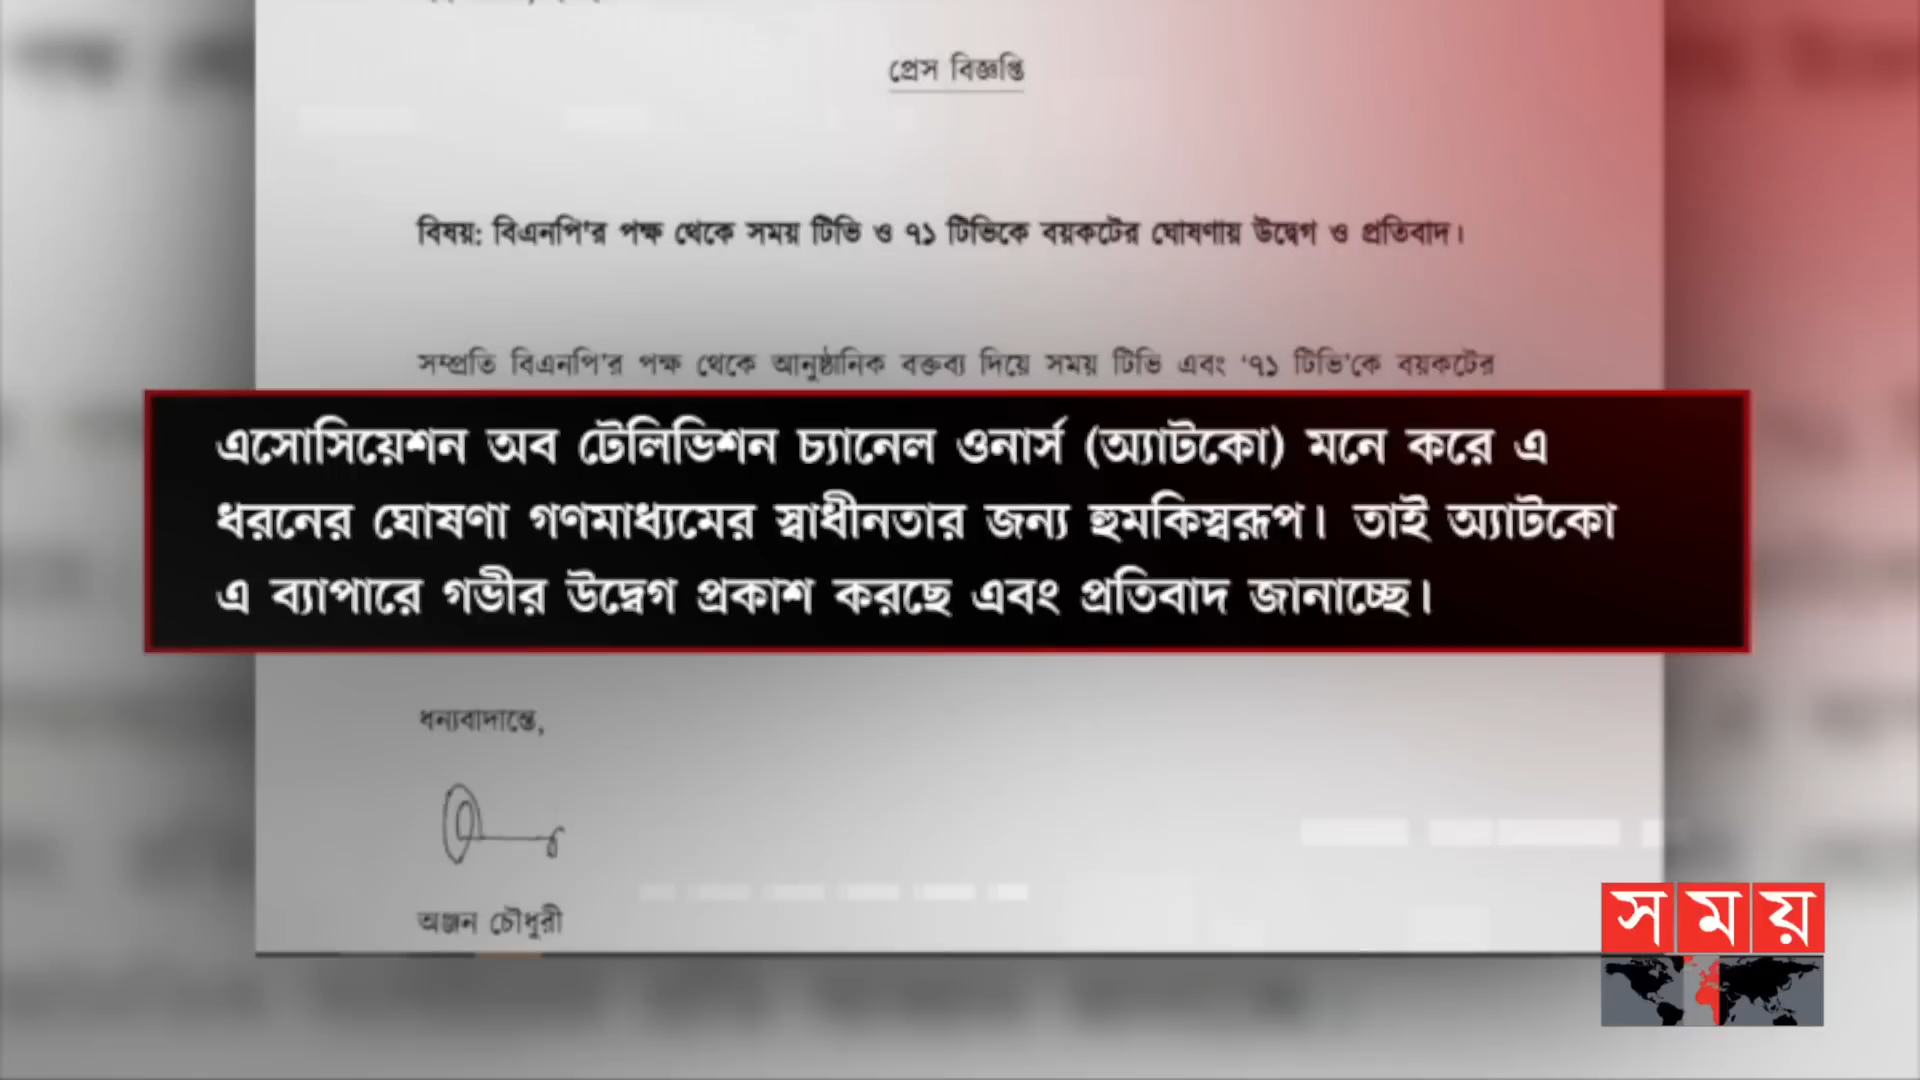 প্রেস বিজ্ঞপ্তি
বিষয়: বিএনপি'র পক্ষ থেকে সময় টিভি ও ৭১ টিভিকে বয়কটের ঘোষণায় উদ্বেগ ও প্রতিবাদ।
সম্প্রতি বিএনপি'র পক্ষ থেকে আনুষ্ঠানিক বক্তব্য দিয়ে সময় টিভি এবং '৭১ টিভি'কে বয়কটের
এসোসিয়েশন অব টেলিভিশন চ্যানেল ওনার্স (অ্যাটকো) মনে করে এ
ধরনের ঘোষণা গণমাধ্যমের স্বাধীনতার জন্য হুমকিস্বরূপ। তাই অ্যাটকো
এ ব্যাপারে গভীর উদ্বেগ প্রকাশ করছে এবং প্রতিবাদ জানাচ্ছে।
ধন্যবাদান্তে,
অঞ্জন চৌধুরী
সময়